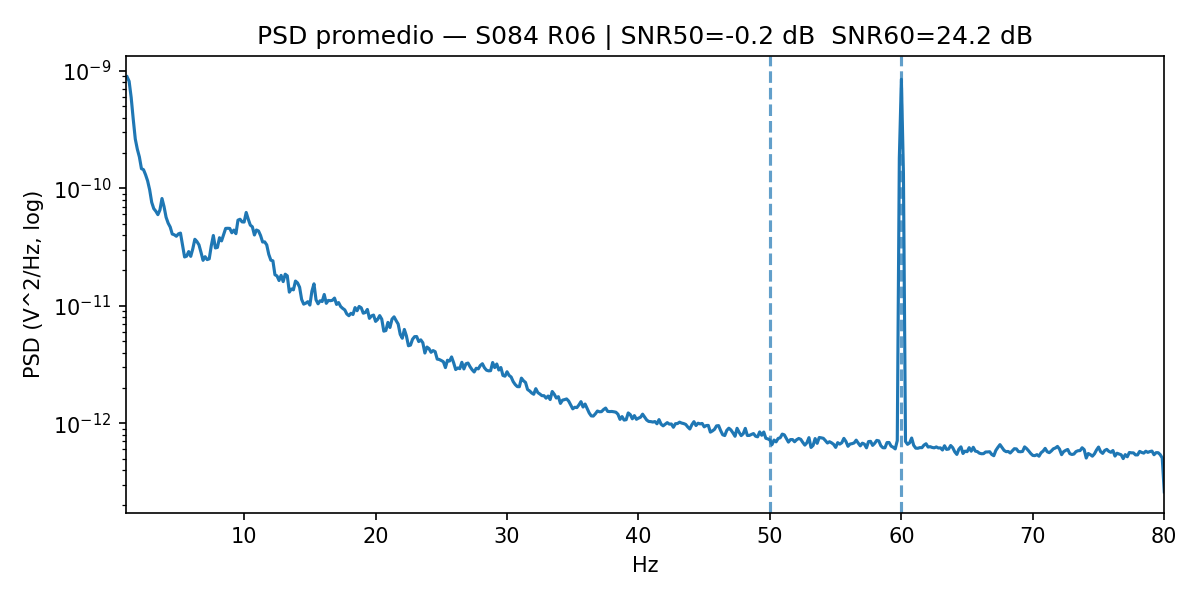 PSD promedio — S084 R06 | SNR50=-0.2 dB  SNR60=24.2 dB
PSD (V^2/Hz, log)
10⁻⁹
10⁻¹⁰
10⁻¹¹
10⁻¹²
10 20 30 40 50 60 70 80
Hz